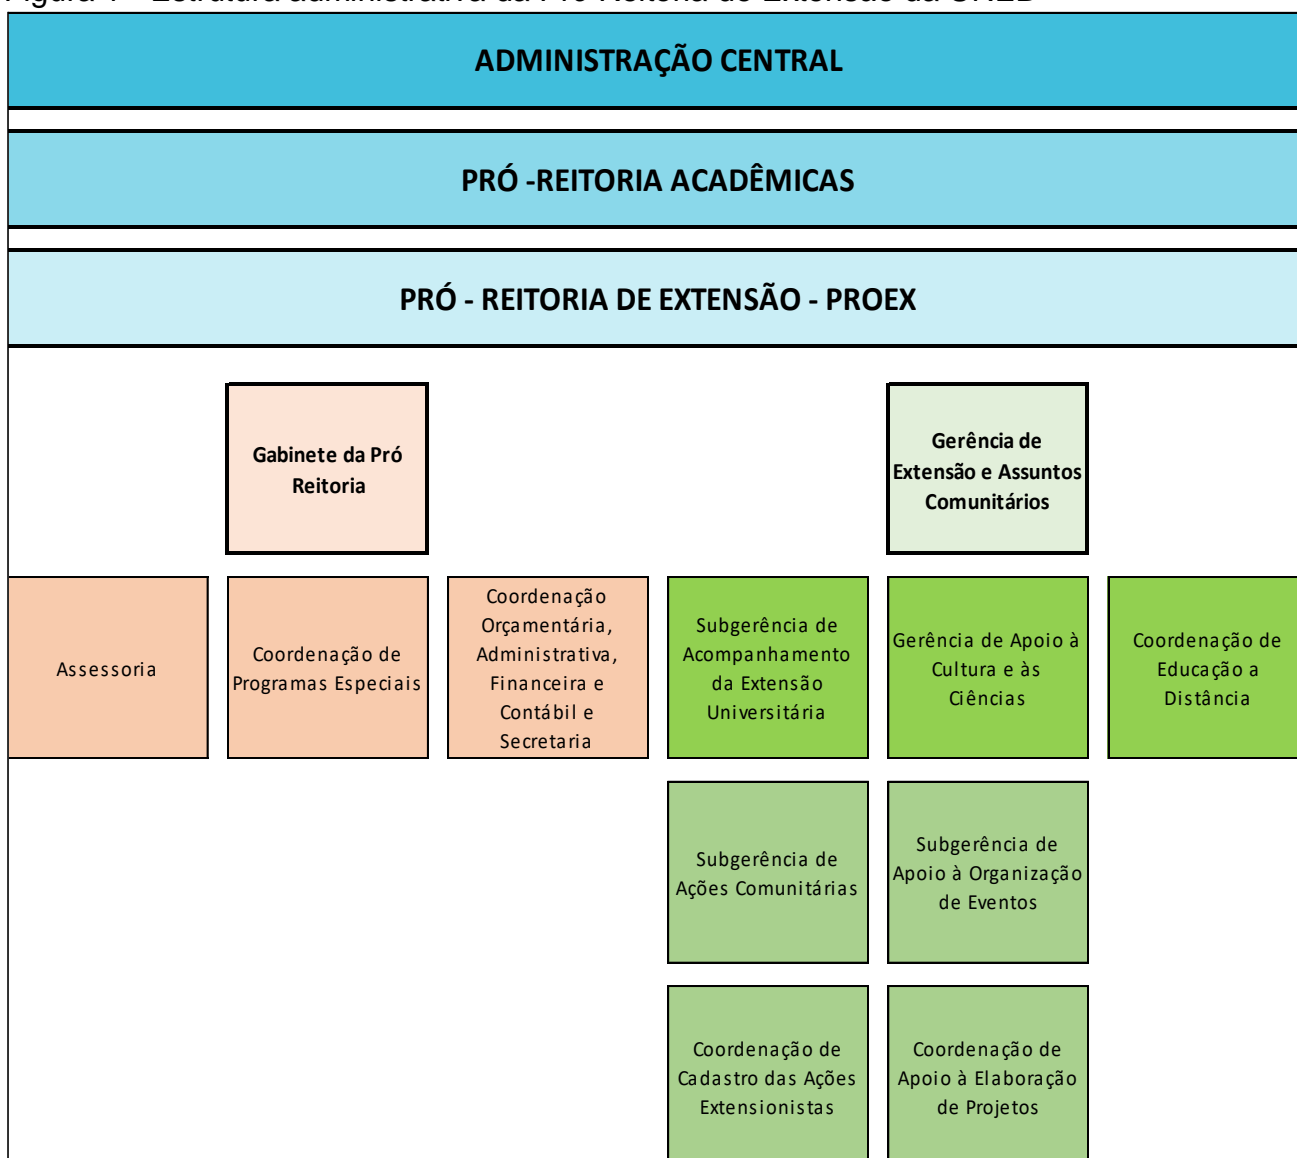 ADMINISTRAÇÃO CENTRAL
PRÓ -REITORIA ACADÊMICAS
PRÓ - REITORIA DE EXTENSÃO - PROEX
Gabinete da Pró
Reitoria
Gerência de
Extensão e Assuntos
Comunitários
Assessoria
Coordenação de
Programas Especiais
Coordenação
Orçamentária,
Administrativa,
Financeira e
Contábil e
Secretaria
Subgerência de
Acompanhamento
da Extensão
Universitária
Gerência de Apoio à
Cultura e às
Ciências
Coordenação de
Educação a
Distância
Subgerência de
Ações Comunitárias
Subgerência de
Apoio à Organização
de Eventos
Coordenação de
Cadastro das Ações
Extensionistas
Coordenação de
Apoio à Elaboração
de Projetos